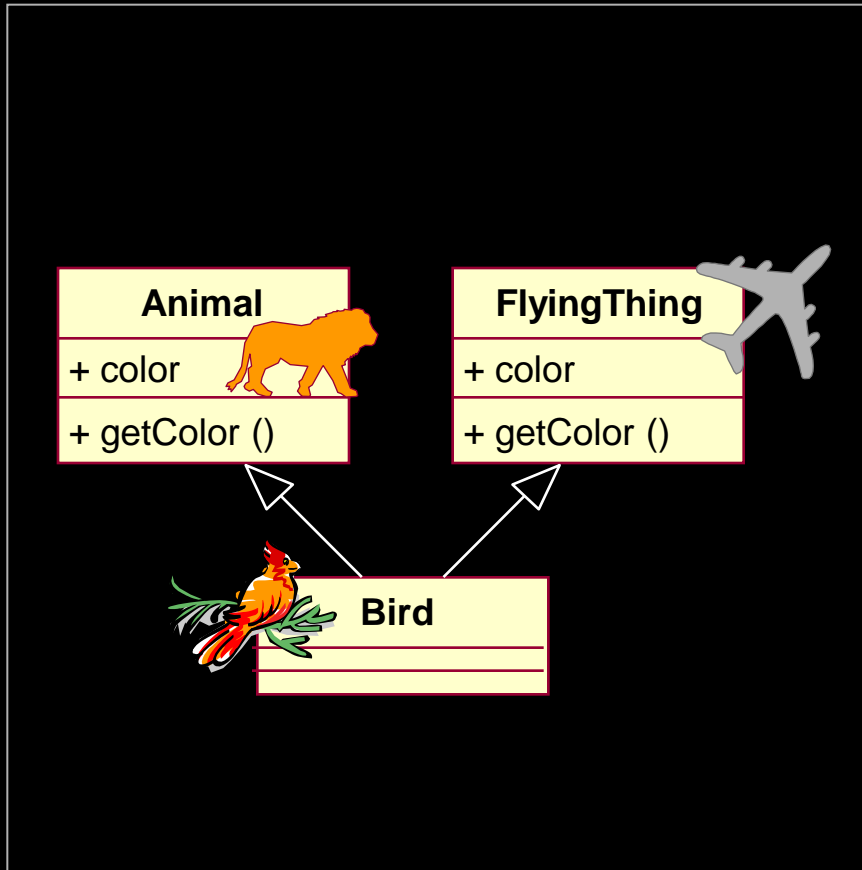 Animal
+ color
+ getColor ()
FlyingThing
+ color
+ getColor ()
Bird